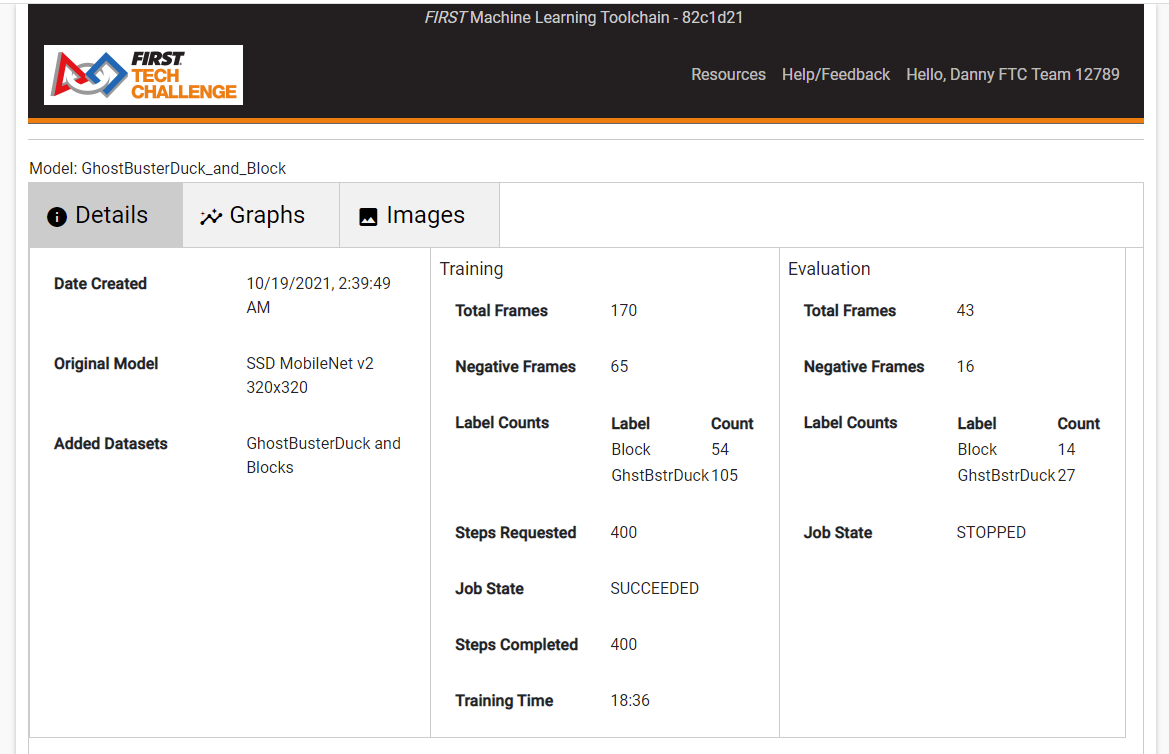 FIRST Machine Learning Toolchain - 82c1d21
FIRST
TECH
CHALLENGE
Resources Help/Feedback Hello, Danny FTC Team 12789
Model: GhostBusterDuck_and_Block
Details Graphs Images
Date Created 10/19/2021, 2:39:49
AM
Original Model SSD MobileNet v2
320x320
Added Datasets GhostBusterDuck and
Blocks
Training
Total Frames 170
Negative Frames 65
Label Counts Label Count
Block 54
GhstBstrDuck 105
Steps Requested 400
Job State SUCCEEDED
Steps Completed 400
Training Time 18:36
Evaluation
Total Frames 43
Negative Frames 16
Label Counts Label Count
Block 14
GhstBstrDuck 27
Job State STOPPED